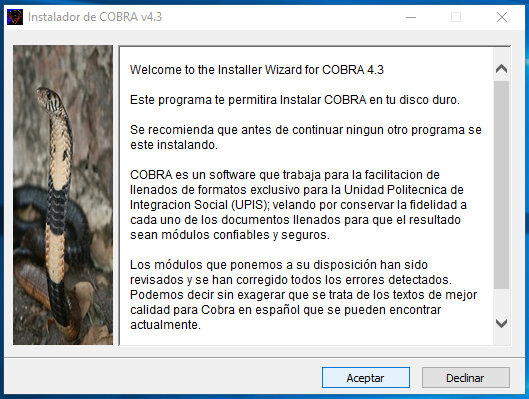 Instalador de COBRA v4.3
Welcome to the Installer Wizard for COBRA 4.3
Este programa te permitira Instalar COBRA en tu disco duro.
Se recomienda que antes de continuar ningun otro programa se
este instalando.
COBRA es un software que trabaja para la facilitacion de
llenados de formatos exclusivo para la Unidad Politecnica de
Integracion Social (UPIS); velando por conservar la fidelidad a
cada uno de los documentos llenados para que el resultado
sean módulos confiables y seguros.
Los módulos que ponemos a su disposición han sido
revisados y se han corregido todos los errores detectados.
Podemos decir sin exagerar que se trata de los textos de mejor
calidad para Cobra en español que se pueden encontrar
actualmente.
Aceptar
Declinar